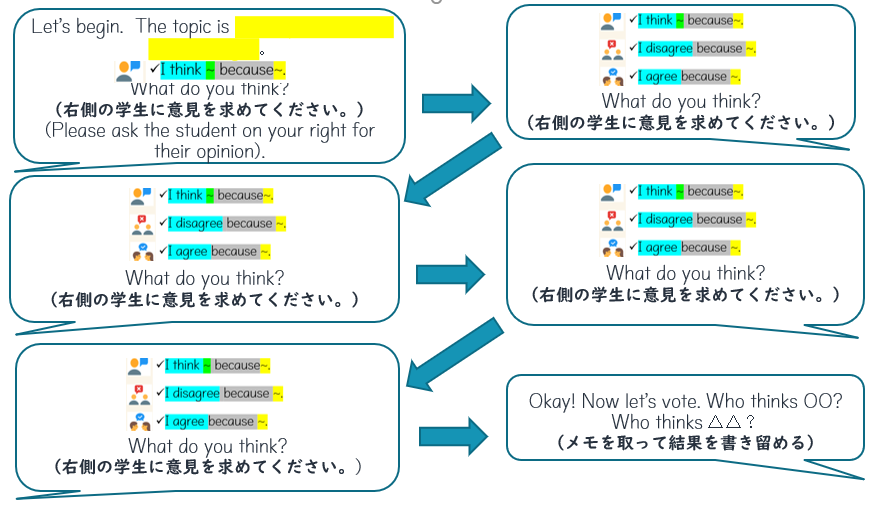 Let's begin. The topic is
。
✓I think ~ because~.
What do you think?
（右側の学生に意見を求めてください。）
(Please ask the student on your right for
their opinion).
✓I think ~ because~.
✓I disagree because ~.
✓I agree because ~.
What do you think?
（右側の学生に意見を求めてください。）
✓I think ~ because~.
✓I disagree because ~.
✓I agree because ~.
What do you think?
（右側の学生に意見を求めてください。）
✓I think ~ because~.
✓I disagree because ~.
✓I agree because ~.
What do you think?
（右側の学生に意見を求めてください。）
✓I think ~ because~.
✓I disagree because ~.
✓I agree because ~.
What do you think?
（右側の学生に意見を求めてください。）
Okay! Now let's vote. Who thinks OO?
Who thinks △△？
（メモを取って結果を書き留める）